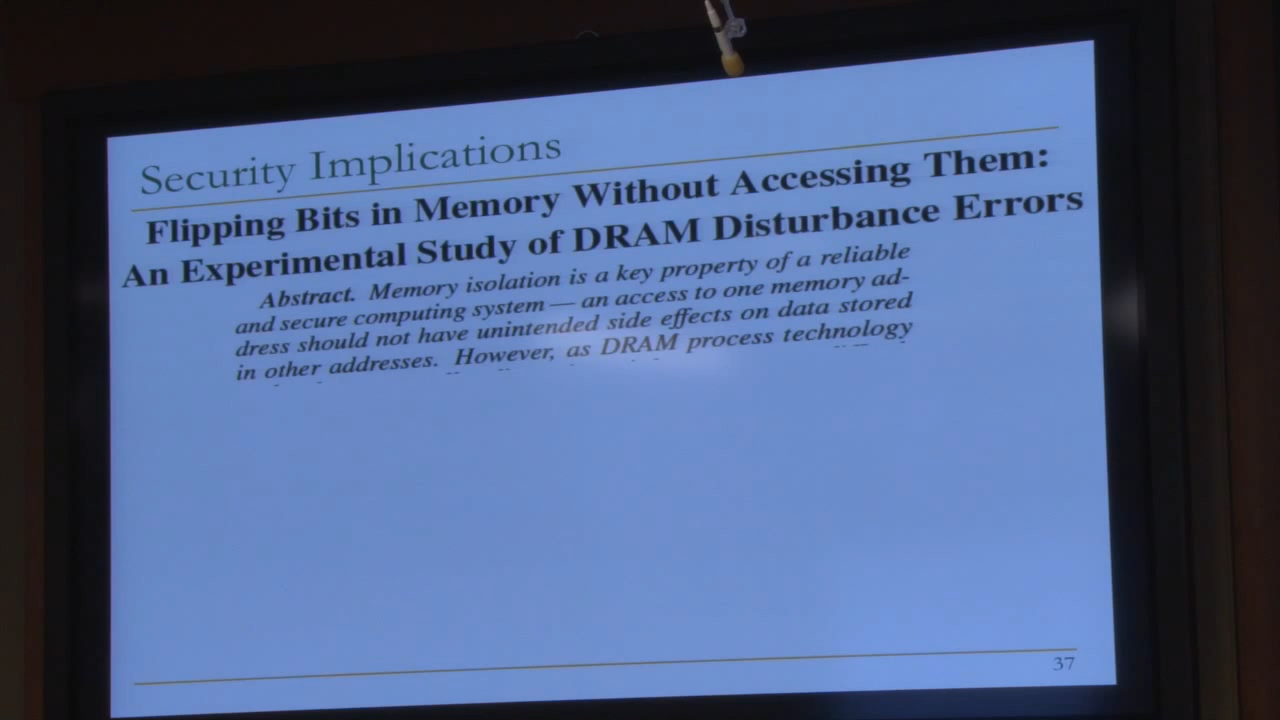 Security Implications
Flipping Bits in Memory Without Accessing Them:
An Experimental Study of DRAM Disturbance Errors
Abstract. Memory isolation is a key property of a reliable
and secure computing system — an access to one memory ad-
dress should not have unintended side effects on data stored
in other addresses. However, as DRAM process technology
37